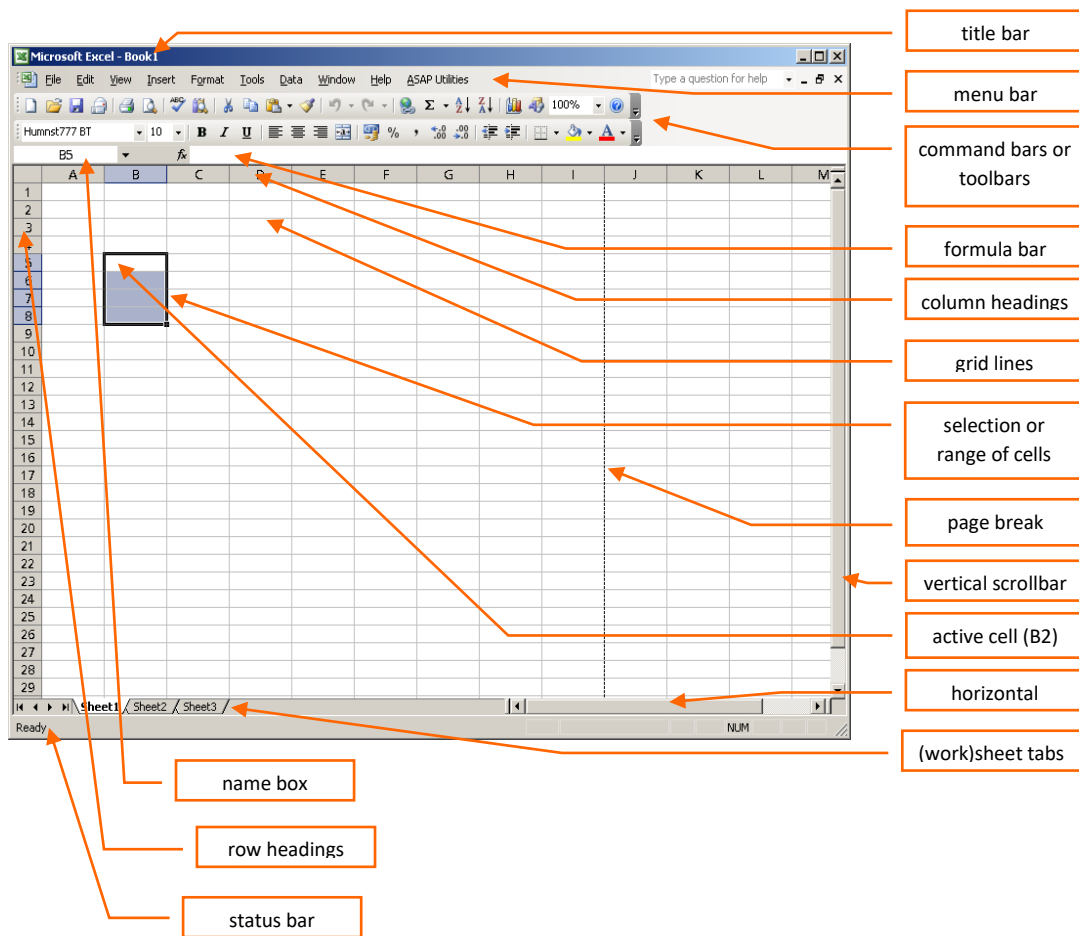 title bar
Microsoft Excel - Book1
File Edit View Insert Format Tools Data Window Help ASAP Utilities Type a question for help
menu bar
100%
Humnst777 BT 10 B I U % ,
command bars or
toolbars
B5 fx
formula bar
A B C D E F G H I J K L M
1
2
3
4
5
6
7
8
9
10
11
12
13
14
15
16
17
18
19
20
21
22
23
24
25
26
27
28
29
column headings
grid lines
selection or
range of cells
page break
vertical scrollbar
active cell (B2)
horizontal
Sheet1 Sheet2 Sheet3
Ready NUM
(work)sheet tabs
name box
row headings
status bar